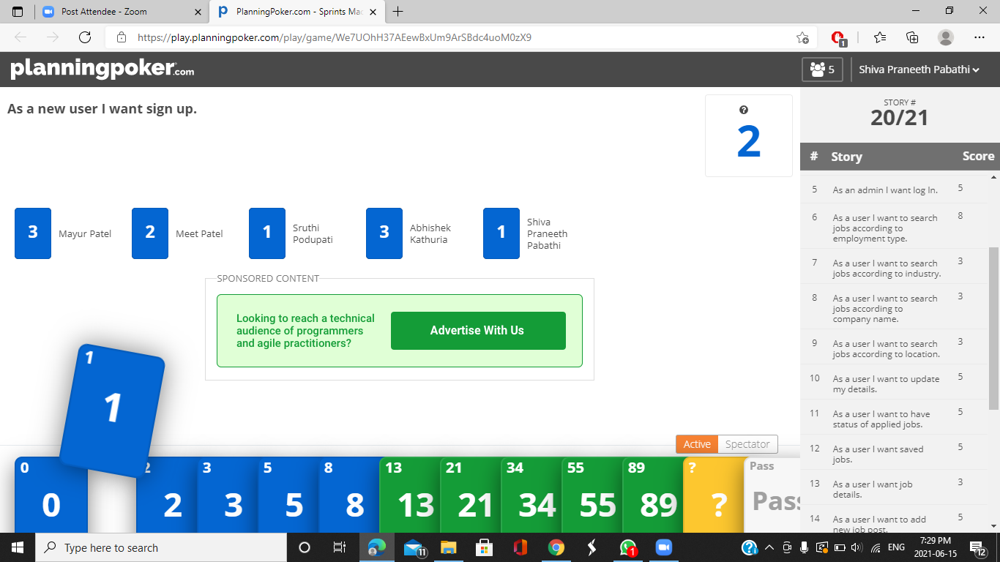 Post Attendee - Zoom
PlanningPoker.com - Sprints Mac
https://play.planningpoker.com/play/game/We7UOhH37AEewBxUm9ArSBdc4uoM0zX9
1
planningpoker.com
5
Shiva Praneeth Pabathi
As a new user I want sign up.
?
2
STORY #
20/21
# Story Score
5 As an admin I want log In. 5
6 As a user I want to search 8
jobs according to
employment type.
7 As a user I want to search 3
jobs according to industry.
8 As a user I want to search 3
jobs according to
company name.
9 As a user I want to search 3
jobs according to location.
10 As a user I want to update 5
my details.
11 As a user I want to have 5
status of applied jobs.
12 As a user I want saved 5
jobs.
13 As a user I want job 3
details.
14 As a user I want to add 5
new job post.
3 Mayur Patel
2 Meet Patel
1 Sruthi
Podupati
3 Abhishek
Kathuria
1 Shiva
Praneeth
Pabathi
SPONSORED CONTENT
Looking to reach a technical
audience of programmers
and agile practitioners?
Advertise With Us
1
1
Active Spectator
0 2 3 5 8 13 21 34 55 89 ? Pass
0 2 3 5 8 13 21 34 55 89 ? Pass
Type here to search
11
1
ENG
7:29 PM
2021-06-15
12